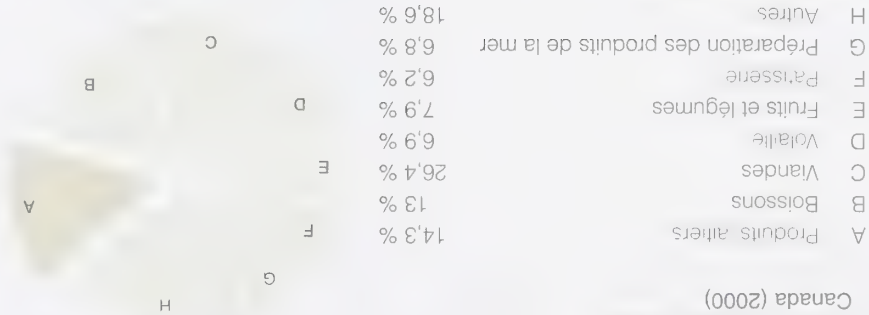 Canada (2000)
A Produits laitiers 14,3 %
B Boissons 13 %
C Viandes 26,4 %
D Volaille 6,9 %
E Fruits et légumes 7,9 %
F Pâtisserie 6,2 %
G Préparation des produits de la mer 6,8 %
H Autres 18,6 %
H
G
F
A
E
D
B
C